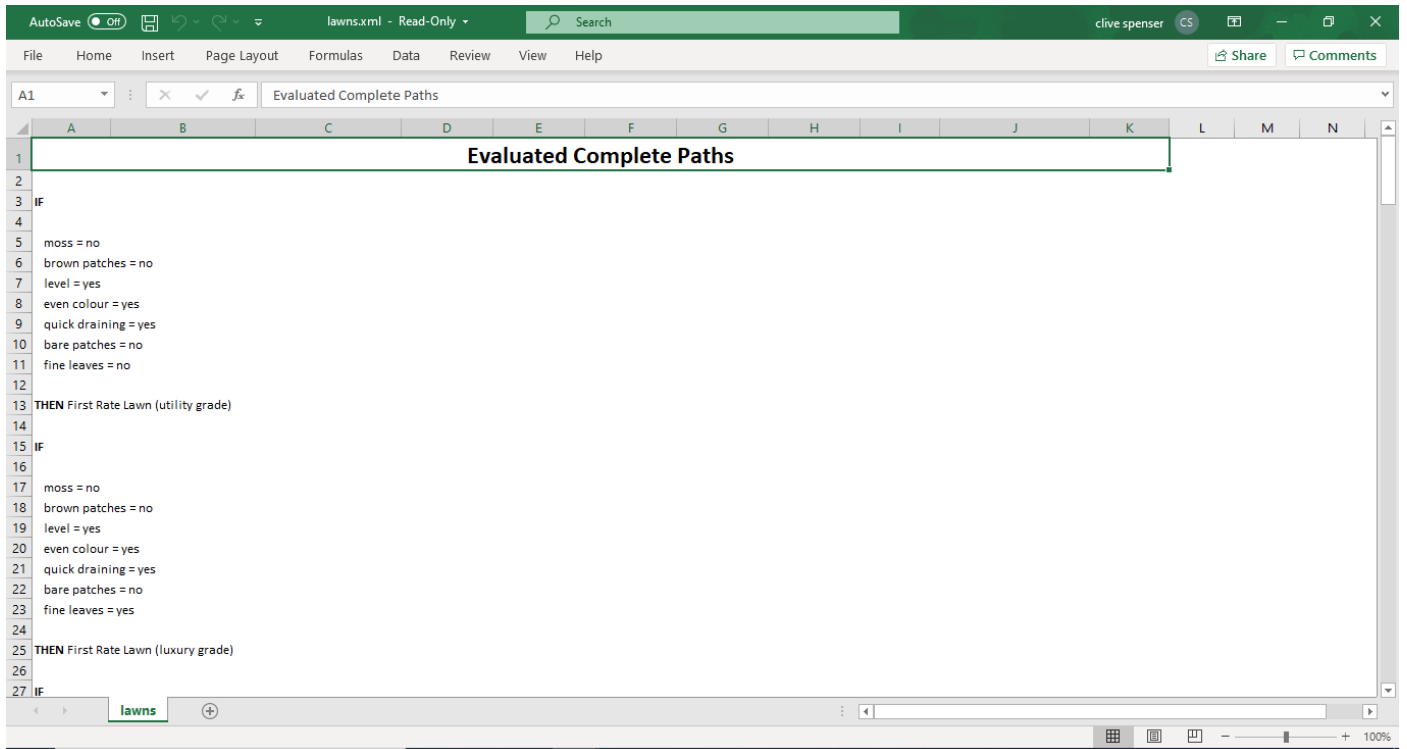 AutoSave Off lawns.xml - Read-Only Search clive spenser CS
File Home Insert Page Layout Formulas Data Review View Help Share Comments
A1 fx Evaluated Complete Paths
A B C D E F G H I J K L M N
1 Evaluated Complete Paths
2
3 IF
4
5 moss = no
6 brown patches = no
7 level = yes
8 even colour = yes
9 quick draining = yes
10 bare patches = no
11 fine leaves = no
12
13 THEN First Rate Lawn (utility grade)
14
15 IF
16
17 moss = no
18 brown patches = no
19 level = yes
20 even colour = yes
21 quick draining = yes
22 bare patches = no
23 fine leaves = yes
24
25 THEN First Rate Lawn (luxury grade)
26
27 IF
lawns
100%